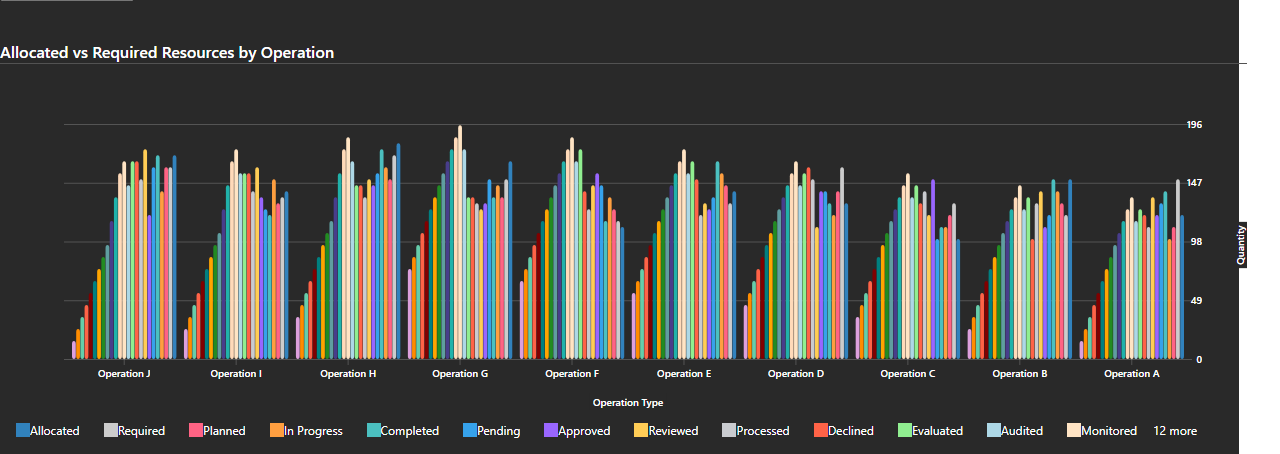 Allocated vs Required Resources by Operation
196
147
98
49
0
Quantity
Operation J Operation I Operation H Operation G Operation F Operation E Operation D Operation C Operation B Operation A
Operation Type
Allocated Required Planned In Progress Completed Pending Approved Reviewed Processed Declined Evaluated Audited Monitored 12 more